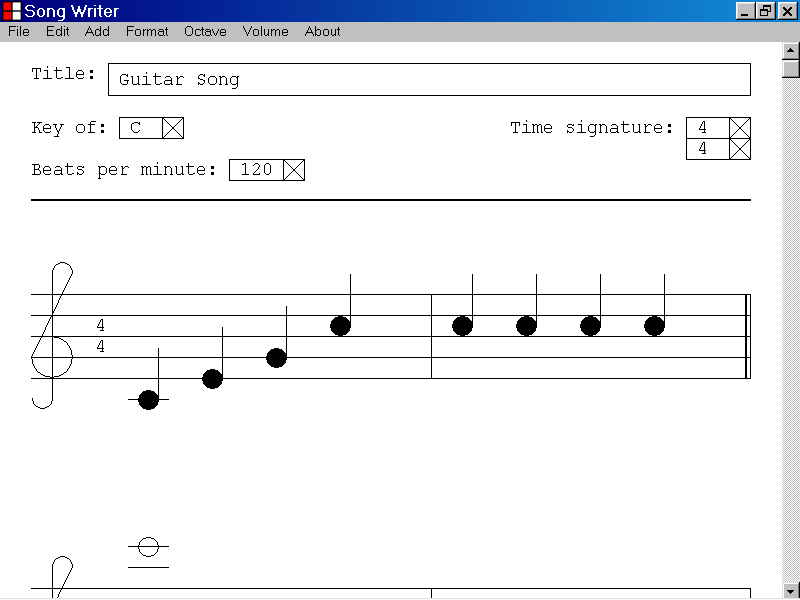 Song Writer
File Edit Add Format Octave Volume About
Title: Guitar Song
Key of: C Time signature: 4
4
Beats per minute: 120
4
4